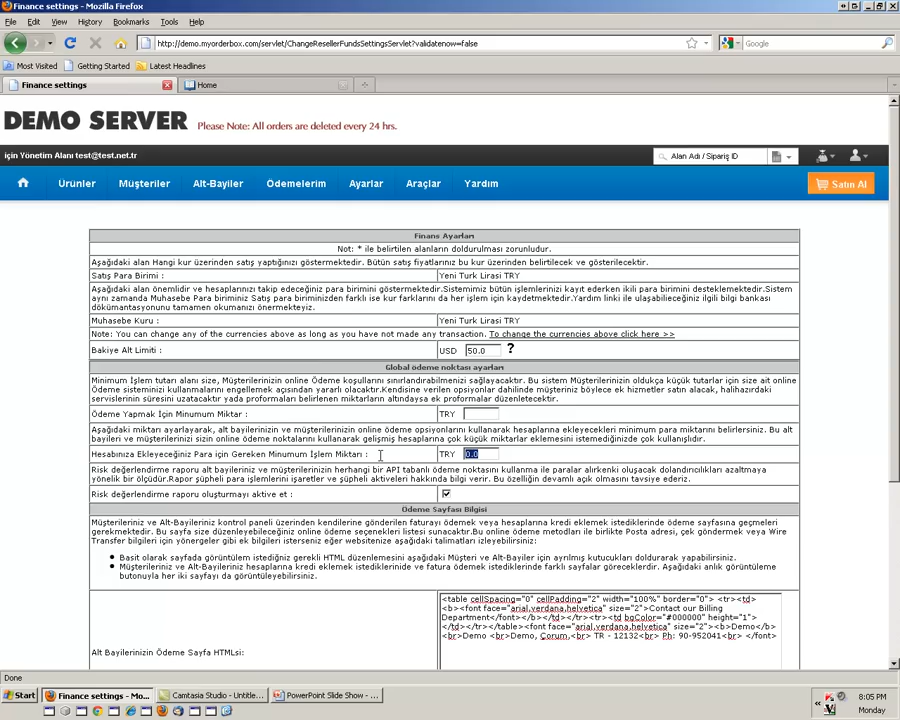 Finance settings - Mozilla Firefox
File Edit View History Bookmarks Tools Help
http://demo.myorderbox.com/servlet/ChangeResellerFundsSettingsServlet?validatenow=false
Google
Most Visited Getting Started Latest Headlines
Finance settings Home
DEMO SERVER Please Note: All orders are deleted every 24 hrs.
için Yönetim Alanı test@test.net.tr Alan Adı / Sipariş ID
Ürünler Müşteriler Alt-Bayiler Ödemelerim Ayarlar Araçlar Yardım Satın Al
Finans Ayarları
Not: * ile belirtilen alanların doldurulması zorunludur.
Aşağıdaki alan Hangi kur üzerinden satış yaptığınızı göstermektedir. Bütün satış fiyatlarınız bu kur üzerinden belirtilecek ve gösterilecektir.
Satış Para Birimi : Yeni Turk Lirasi TRY
Aşağıdaki alan önemlidir ve hesaplarınızı takip edeceğiniz para birimini göstermektedir.Sistemimiz bütün işlemlerinizi kayıt ederken ikili para birimini desteklemektedir.Sistem
aynı zamanda Muhasebe Para biriminiz Satış para biriminizden farklı ise kur farklarını da her işlem için kaydetmektedir.Yardım linki ile ulaşabileceğiniz ilgili bilgi bankası
dökümantasyonunu tamamen okumanızı önermekteyiz.
Muhasebe Kuru : Yeni Turk Lirasi TRY
Note: You can change any of the currencies above as long as you have not made any transaction. To change the currencies above click here >>
Bakiye Alt Limiti : USD 50.0 ?
Global ödeme noktası ayarları
Minimum İşlem tutarı alanı size, Müşterilerinizin online Ödeme koşullarını sınırlandırabilmenizi sağlayacaktır. Bu sistem Müşterilerinizin oldukça küçük tutarlar için size ait online
Ödeme sisteminizi kullanmalarını engellemek açısından yararlı olacaktır.Kendisine verilen opsiyonlar dahilinde müşteriniz böylece ek hizmetler satın alacak, halihazırdaki
servislerinin süresini uzatacaktır yada proformaları belirlenen miktarların altındaysa ek proformalar düzenletecektir.
Ödeme Yapmak İçin Minumum Miktar : TRY
Aşağıdaki miktarı ayarlayarak, alt bayilerinizin ve müşterilerinizin online ödeme opsiyonlarını kullanarak hesaplarına ekleyecekleri minimum para miktarını belirlersiniz. Bu alt
bayileri ve müşterilerinizi sizin online ödeme noktalarını kullanarak gelişmiş hesaplarına çok küçük miktarlar eklemesini istemediğinizde çok kullanışlıdır.
Hesabınıza Ekleyeceğiniz Para için Gereken Minumum İşlem Miktarı : TRY 0.0
Risk değerlendirme raporu alt bayileriniz ve müşterilerinizin herhangi bir API tabanlı ödeme noktasını kullanma ile paralar alırkenki oluşacak dolandırıcılıkları azaltmaya
yönelik bir ölçüdür.Rapor şüpheli para işlemlerini işaretler ve şüpheli aktiveleri hakkında bilgi verir. Bu özelliğin devamlı açık olmasını tavsiye ederiz.
Risk değerlendirme raporu oluşturmayı aktive et :
Ödeme Sayfası Bilgisi
Müşterileriniz ve Alt-Bayileriniz kontrol paneli üzerinden kendilerine gönderilen faturayı ödemek veya hesaplarına kredi eklemek istediklerinde ödeme sayfasına geçmeleri
gerekmektedir. Bu sayfa size düzenleyebileceğiniz online ödeme seçenekleri listesi sunacaktır.Bu online ödeme metodları ile birlikte Posta adresi, çek göndermek veya Wire
Transfer bilgileri için yönergeler gibi ek bilgileri isterseniz eğer websitenize aşağıdaki talimatları izleyebilirsiniz:
Basit olarak sayfada görüntülem istediğniz gerekli HTML düzenlemesini aşağıdaki Müşteri ve Alt-Bayiler için ayrılmış kutucukları doldurarak yapabilirsiniz.
Müşterileriniz ve Alt-Bayileriniz hesaplarına kredi eklemek istediklerinide ve fatura ödemek istediklerinde farklı sayfalar göreceklerdir. Aşağıdaki anlık görüntüleme
butonuyla her iki sayfayı da görüntüleyebilirsiniz.
<table cellSpacing="0" cellPadding="2" width="100%" border="0"> <tr><td>
<b><font face="arial,verdana,helvetica" size="2">Contact our Billing
Department</font></b></td></tr><tr><td bgColor="#000000" height="1">
</td></tr></table><font face="arial,verdana,helvetica" size="2"><b>Demo</b>
<br>Demo <br>Demo, Corum,<br> TR - 12132<br> Ph: 90-952041<br> </font>
Alt Bayilerinizin Ödeme Sayfa HTMLsi:
Done
Start Finance settings - Mo... Camtasia Studio - Untitle... PowerPoint Slide Show - ... 8:05 PM
Monday